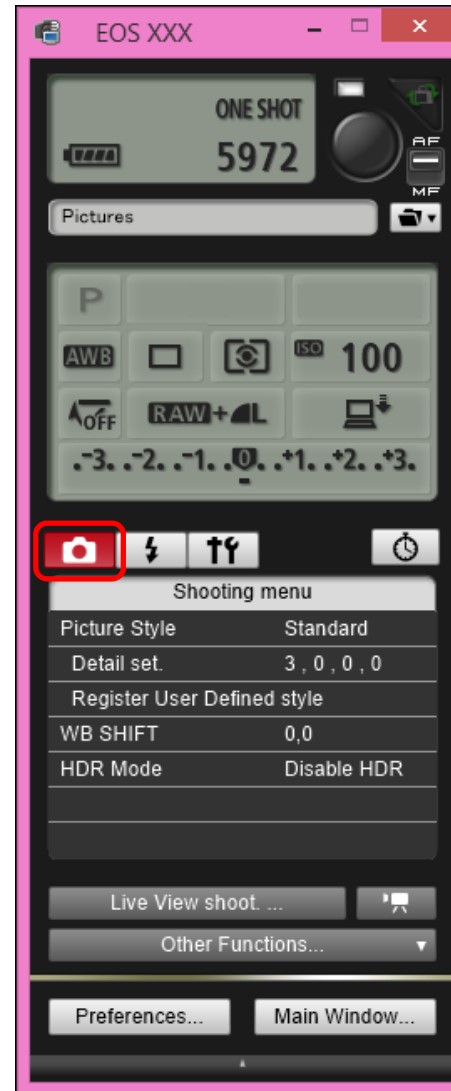 EOS XXX
ONE SHOT
5972
AF
MF
Pictures
P
AWB ISO 100
OFF RAW+L
.-3. .-2. .-1. .0. .+1. .+2. .+3.
Shooting menu
Picture Style Standard
Detail set. 3 , 0 , 0 , 0
Register User Defined style
WB SHIFT 0,0
HDR Mode Disable HDR
Live View shoot. ...
Other Functions...
Preferences... Main Window...